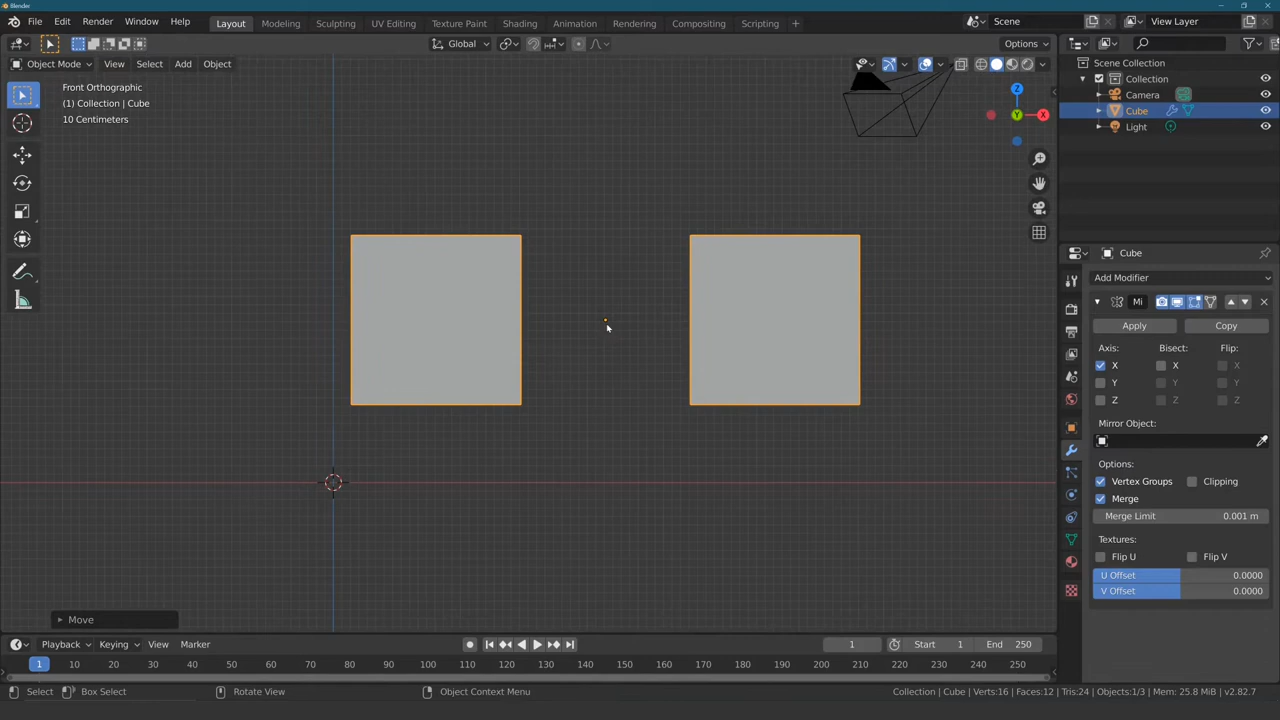 Blender
File Edit Render Window Help Layout Modeling Sculpting UV Editing Texture Paint Shading Animation Rendering Compositing Scripting + Scene View Layer
Global Options
Object Mode View Select Add Object
Front Orthographic
(1) Collection | Cube
10 Centimeters
Z
Y
X
Scene Collection
Collection
Camera
Cube
Light
Cube
Add Modifier
Mi
Apply Copy
Axis: Bisect: Flip:
X X X
Y Y Y
Z Z Z
Mirror Object:
Options:
Vertex Groups Clipping
Merge
Merge Limit 0.001 m
Textures:
Flip U Flip V
U Offset 0.0000
V Offset 0.0000
Move
Playback Keying View Marker 1 Start 1 End 250
1 10 20 30 40 50 60 70 80 90 100 110 120 130 140 150 160 170 180 190 200 210 220 230 240 250
Select Box Select Rotate View Object Context Menu Collection | Cube | Verts:16 | Faces:12 | Tris:24 | Objects:1/3 | Mem: 25.8 MiB | v2.82.7